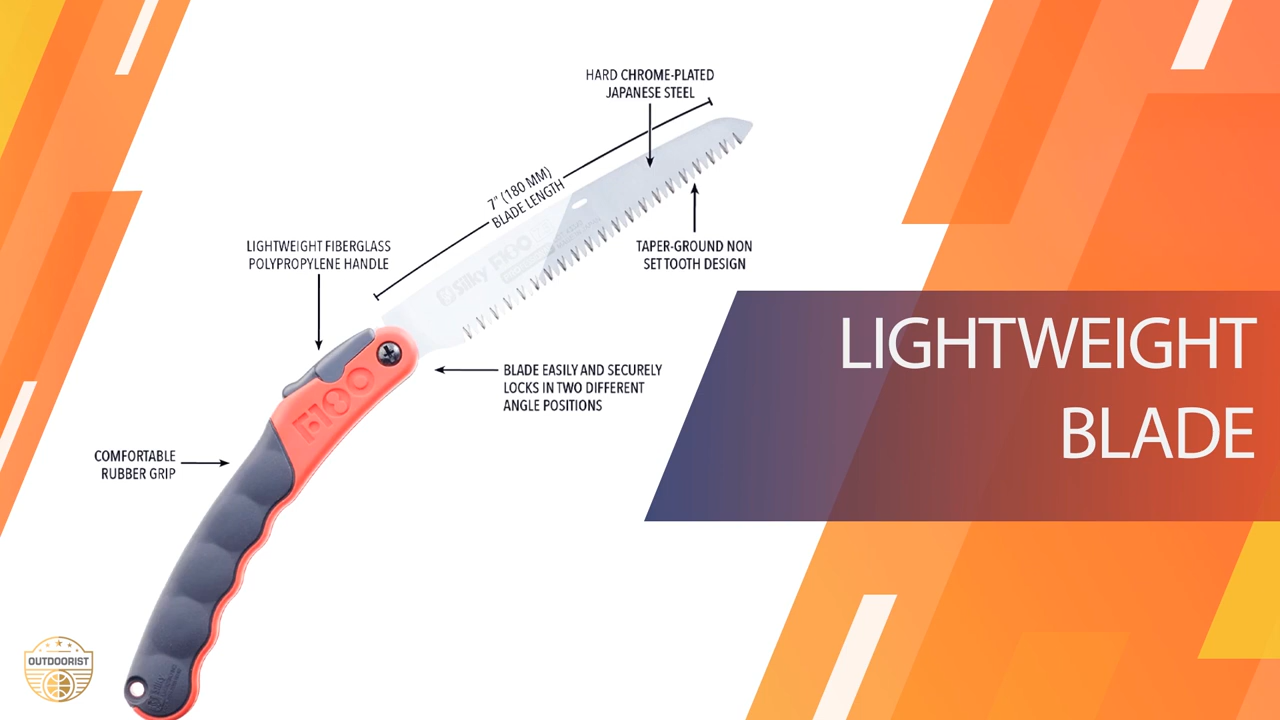 HARD CHROME-PLATED
JAPANESE STEEL
7" (180 MM)
BLADE LENGTH
LIGHTWEIGHT FIBERGLASS
POLYPROPYLENE HANDLE
TAPER-GROUND NON
SET TOOTH DESIGN
Silky F180
F180
BLADE EASILY AND SECURELY
LOCKS IN TWO DIFFERENT
ANGLE POSITIONS
COMFORTABLE
RUBBER GRIP
LIGHTWEIGHT
BLADE
OUTDOORIST